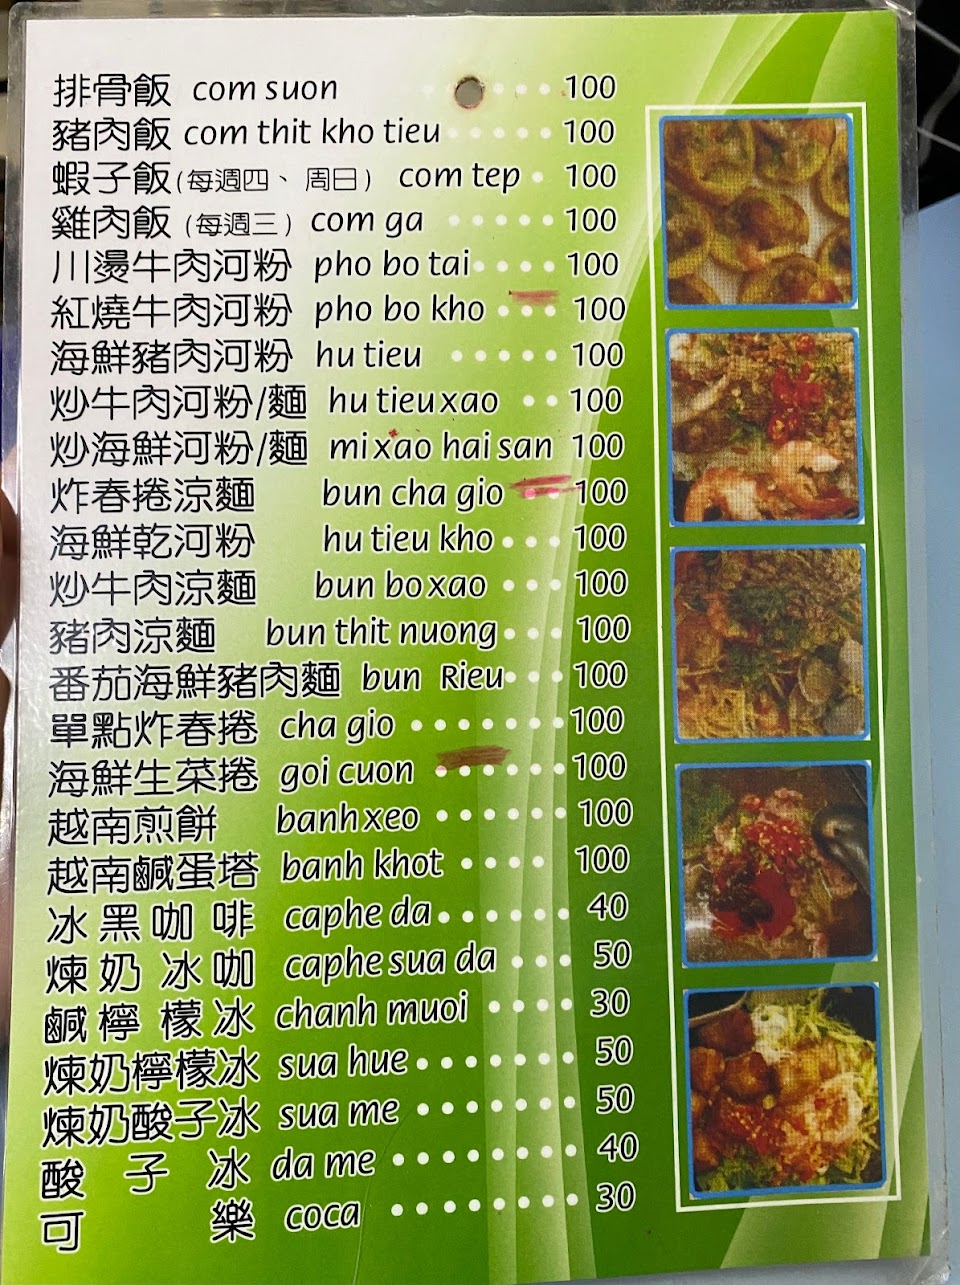 排骨飯 com suon 100
豬肉飯 com thit kho tieu 100
蝦子飯(每週四、周日) com tep 100
雞肉飯(每週三) com ga 100
川燙牛肉河粉 pho bo tai 100
紅燒牛肉河粉 pho bo kho 100
海鮮豬肉河粉 hu tieu 100
炒牛肉河粉/麵 hu tieu xao 100
炒海鮮河粉/麵 mi xao hai san 100
炸春捲涼麵 bun cha gio 100
海鮮乾河粉 hu tieu kho 100
炒牛肉涼麵 bun bo xao 100
豬肉涼麵 bun thit nuong 100
番茄海鮮豬肉麵 bun Rieu 100
單點炸春捲 cha gio 100
海鮮生菜捲 goi cuon 100
越南煎餅 banh xeo 100
越南鹹蛋塔 banh khot 100
冰黑咖啡 caphe da 40
煉奶冰咖 caphe sua da 50
鹹檸檬冰 chanh muoi 30
煉奶檸檬冰 sua hue 50
煉奶酸子冰 sua me 50
酸子冰 da me 40
可樂 coca 30